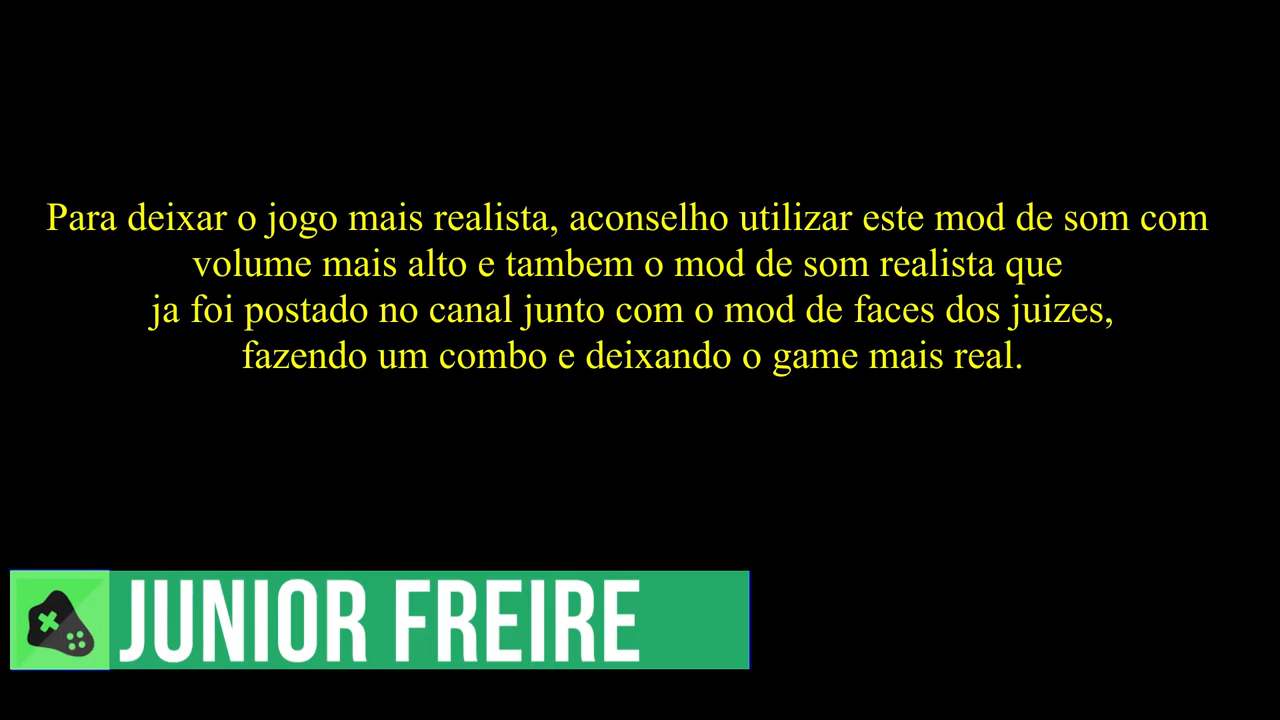 Para deixar o jogo mais realista, aconselho utilizar este mod de som com
volume mais alto e tambem o mod de som realista que
ja foi postado no canal junto com o mod de faces dos juizes,
fazendo um combo e deixando o game mais real.
JUNIOR FREIRE